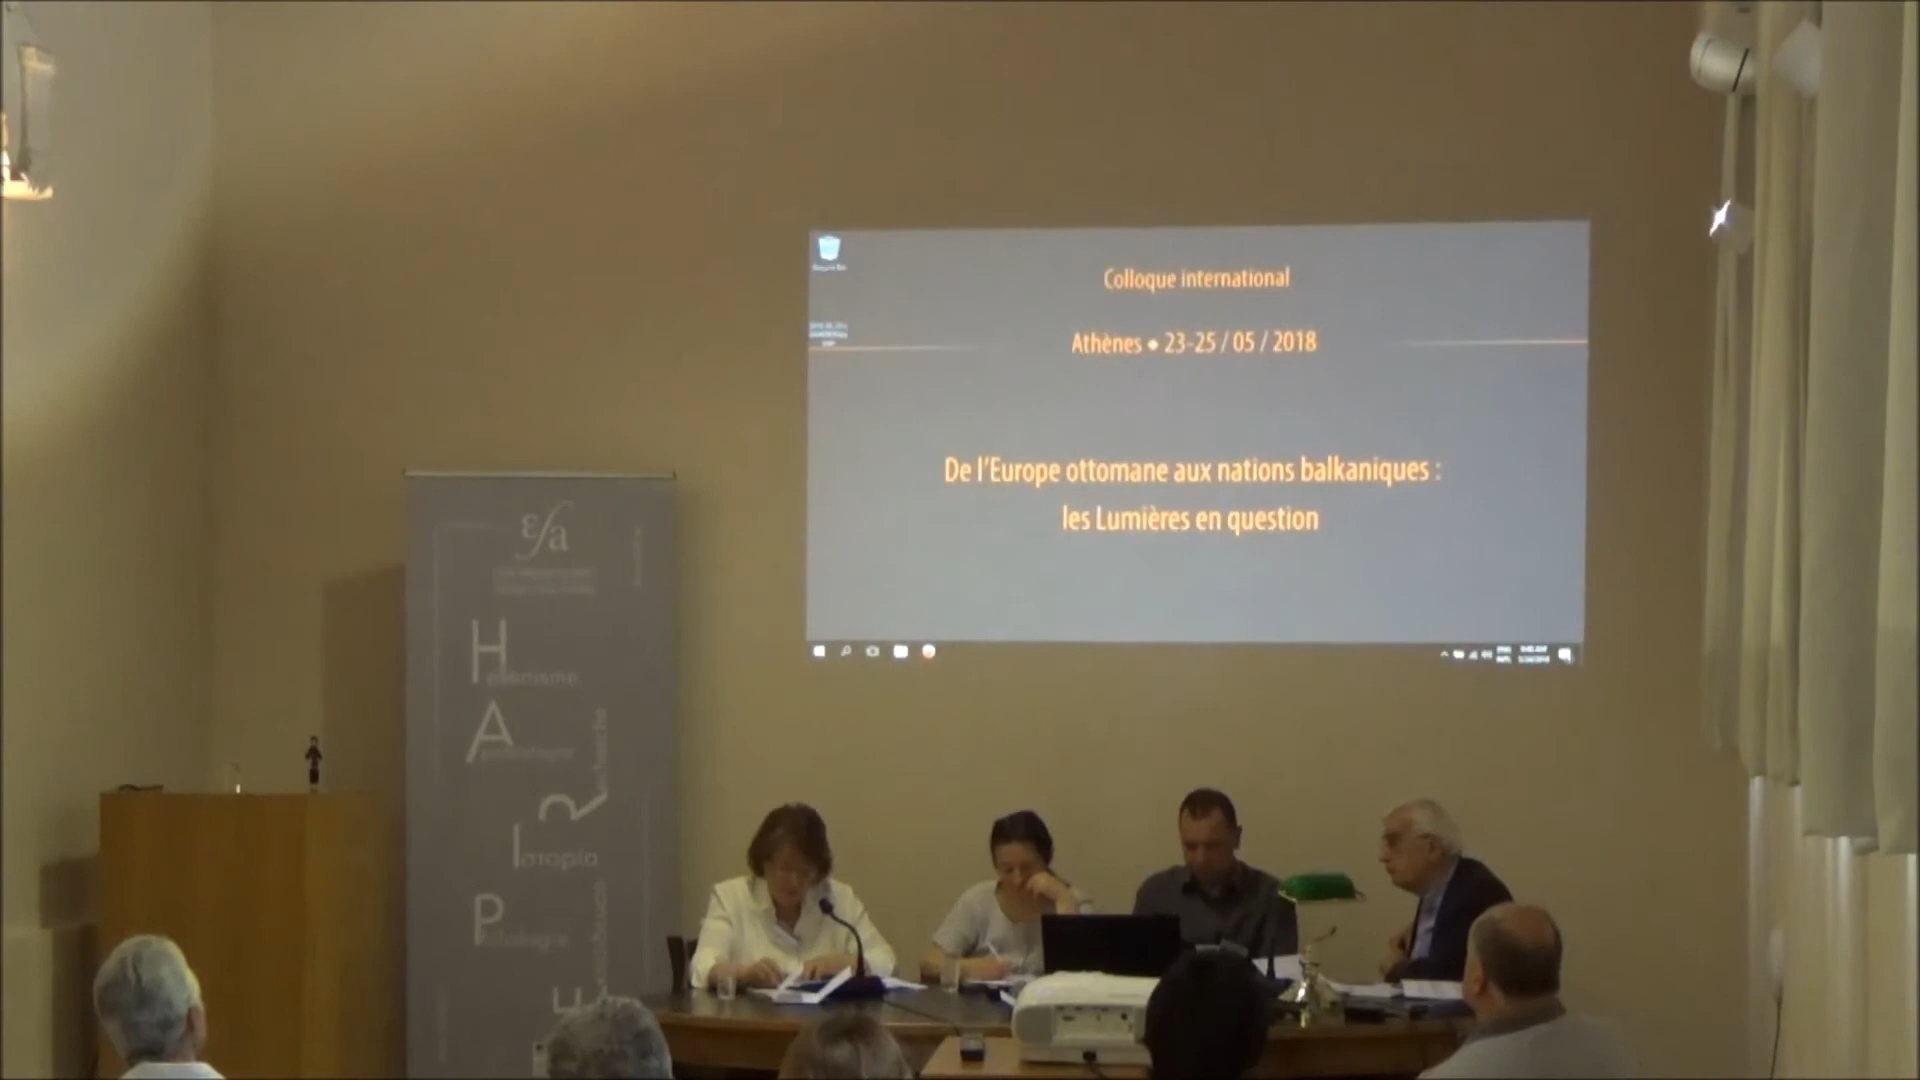 Colloque international
Athènes • 23-25 / 05 / 2018
De l'Europe ottomane aux nations balkaniques :
les Lumières en question
εfa
Hellénisme
Archéologie
Recherche
Ιστορία
Philologie